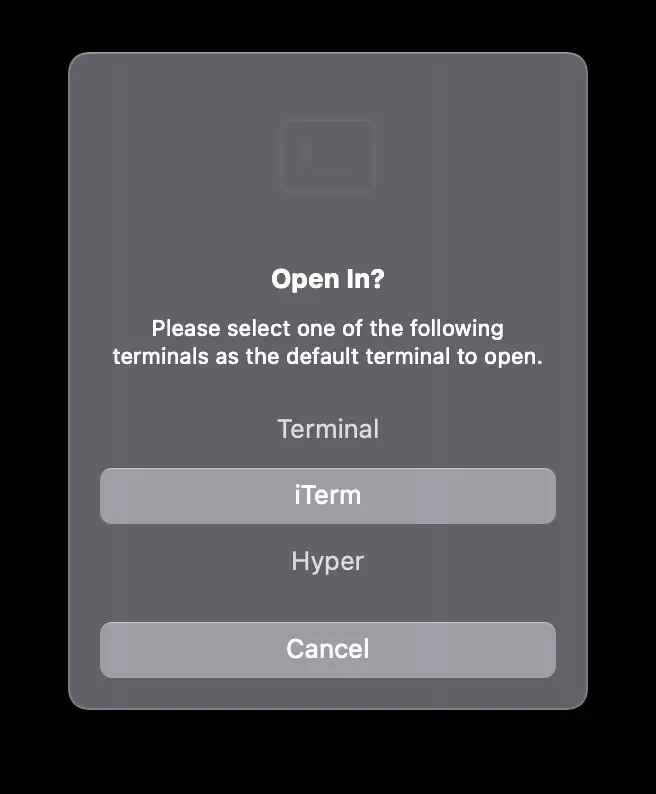 Open In?
Please select one of the following
terminals as the default terminal to open.
Terminal
iTerm
Hyper
Cancel